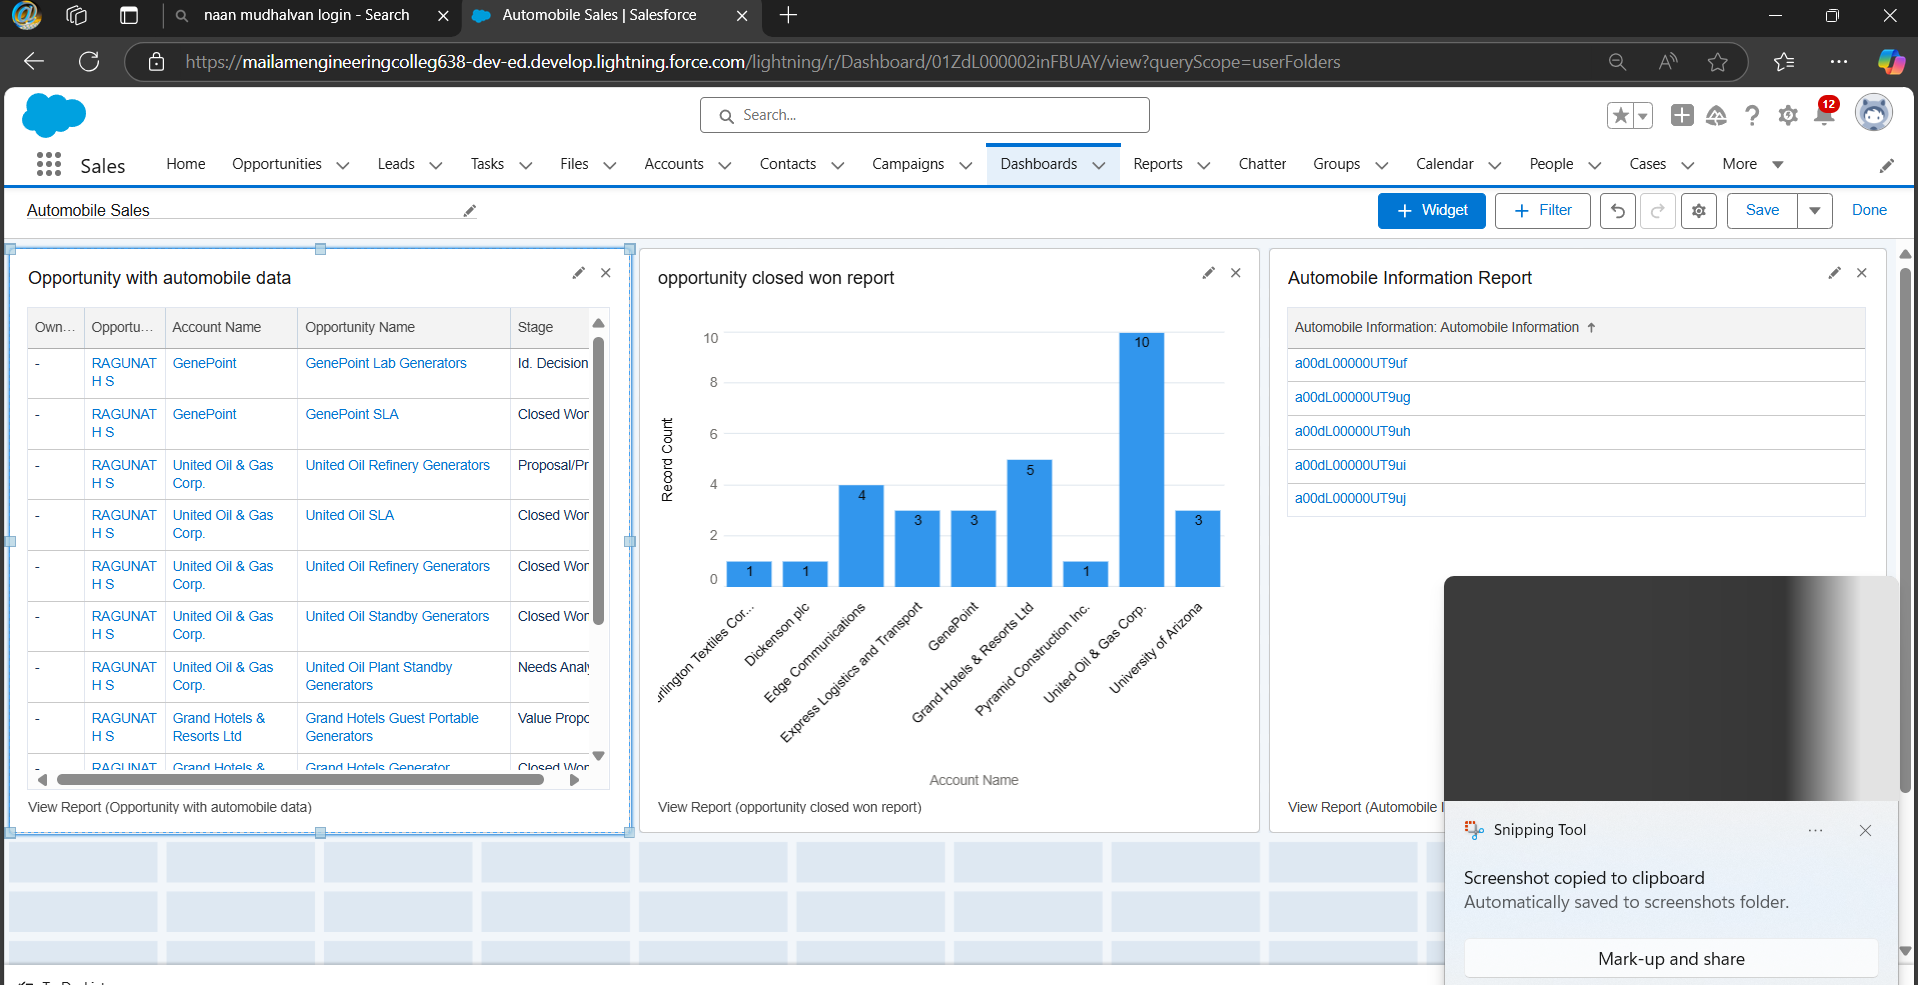 naan mudhalvan login - Search
Automobile Sales | Salesforce
https://mailamengineeringcolleg638-dev-ed.develop.lightning.force.com/lightning/r/Dashboard/01ZdL000002inFBUAY/view?queryScope=userFolders
Search...
12
Sales
Home
Opportunities
Leads
Tasks
Files
Accounts
Contacts
Campaigns
Dashboards
Reports
Chatter
Groups
Calendar
People
Cases
More
Automobile Sales
Widget
Filter
Save
Done
Opportunity with automobile data
Own... Opportu... Account Name Opportunity Name Stage
- RAGUNAT GenePoint GenePoint Lab Generators Id. Decision
H S
- RAGUNAT GenePoint GenePoint SLA Closed Won
H S
- RAGUNAT United Oil & Gas United Oil Refinery Generators Proposal/Pr
H S Corp.
- RAGUNAT United Oil & Gas United Oil SLA Closed Won
H S Corp.
- RAGUNAT United Oil & Gas United Oil Refinery Generators Closed Won
H S Corp.
- RAGUNAT United Oil & Gas United Oil Standby Generators Closed Won
H S Corp.
- RAGUNAT United Oil & Gas United Oil Plant Standby Needs Analy
H S Corp. Generators
- RAGUNAT Grand Hotels & Grand Hotels Guest Portable Value Propo
H S Resorts Ltd Generators
- RAGUNAT Grand Hotels & Grand Hotels Generator Closed Won
View Report (Opportunity with automobile data)
opportunity closed won report
Record Count
10
8
6
4
2
0
1
1
4
3
3
5
1
10
3
urlington Textiles Cor...
Dickenson plc
Edge Communications
Express Logistics and Transport
GenePoint
Grand Hotels & Resorts Ltd
Pyramid Construction Inc.
United Oil & Gas Corp.
University of Arizona
Account Name
View Report (opportunity closed won report)
Automobile Information Report
Automobile Information: Automobile Information ↑
a00dL00000UT9uf
a00dL00000UT9ug
a00dL00000UT9uh
a00dL00000UT9ui
a00dL00000UT9uj
View Report (Automobile I
Snipping Tool
Screenshot copied to clipboard
Automatically saved to screenshots folder.
Mark-up and share
To Do List